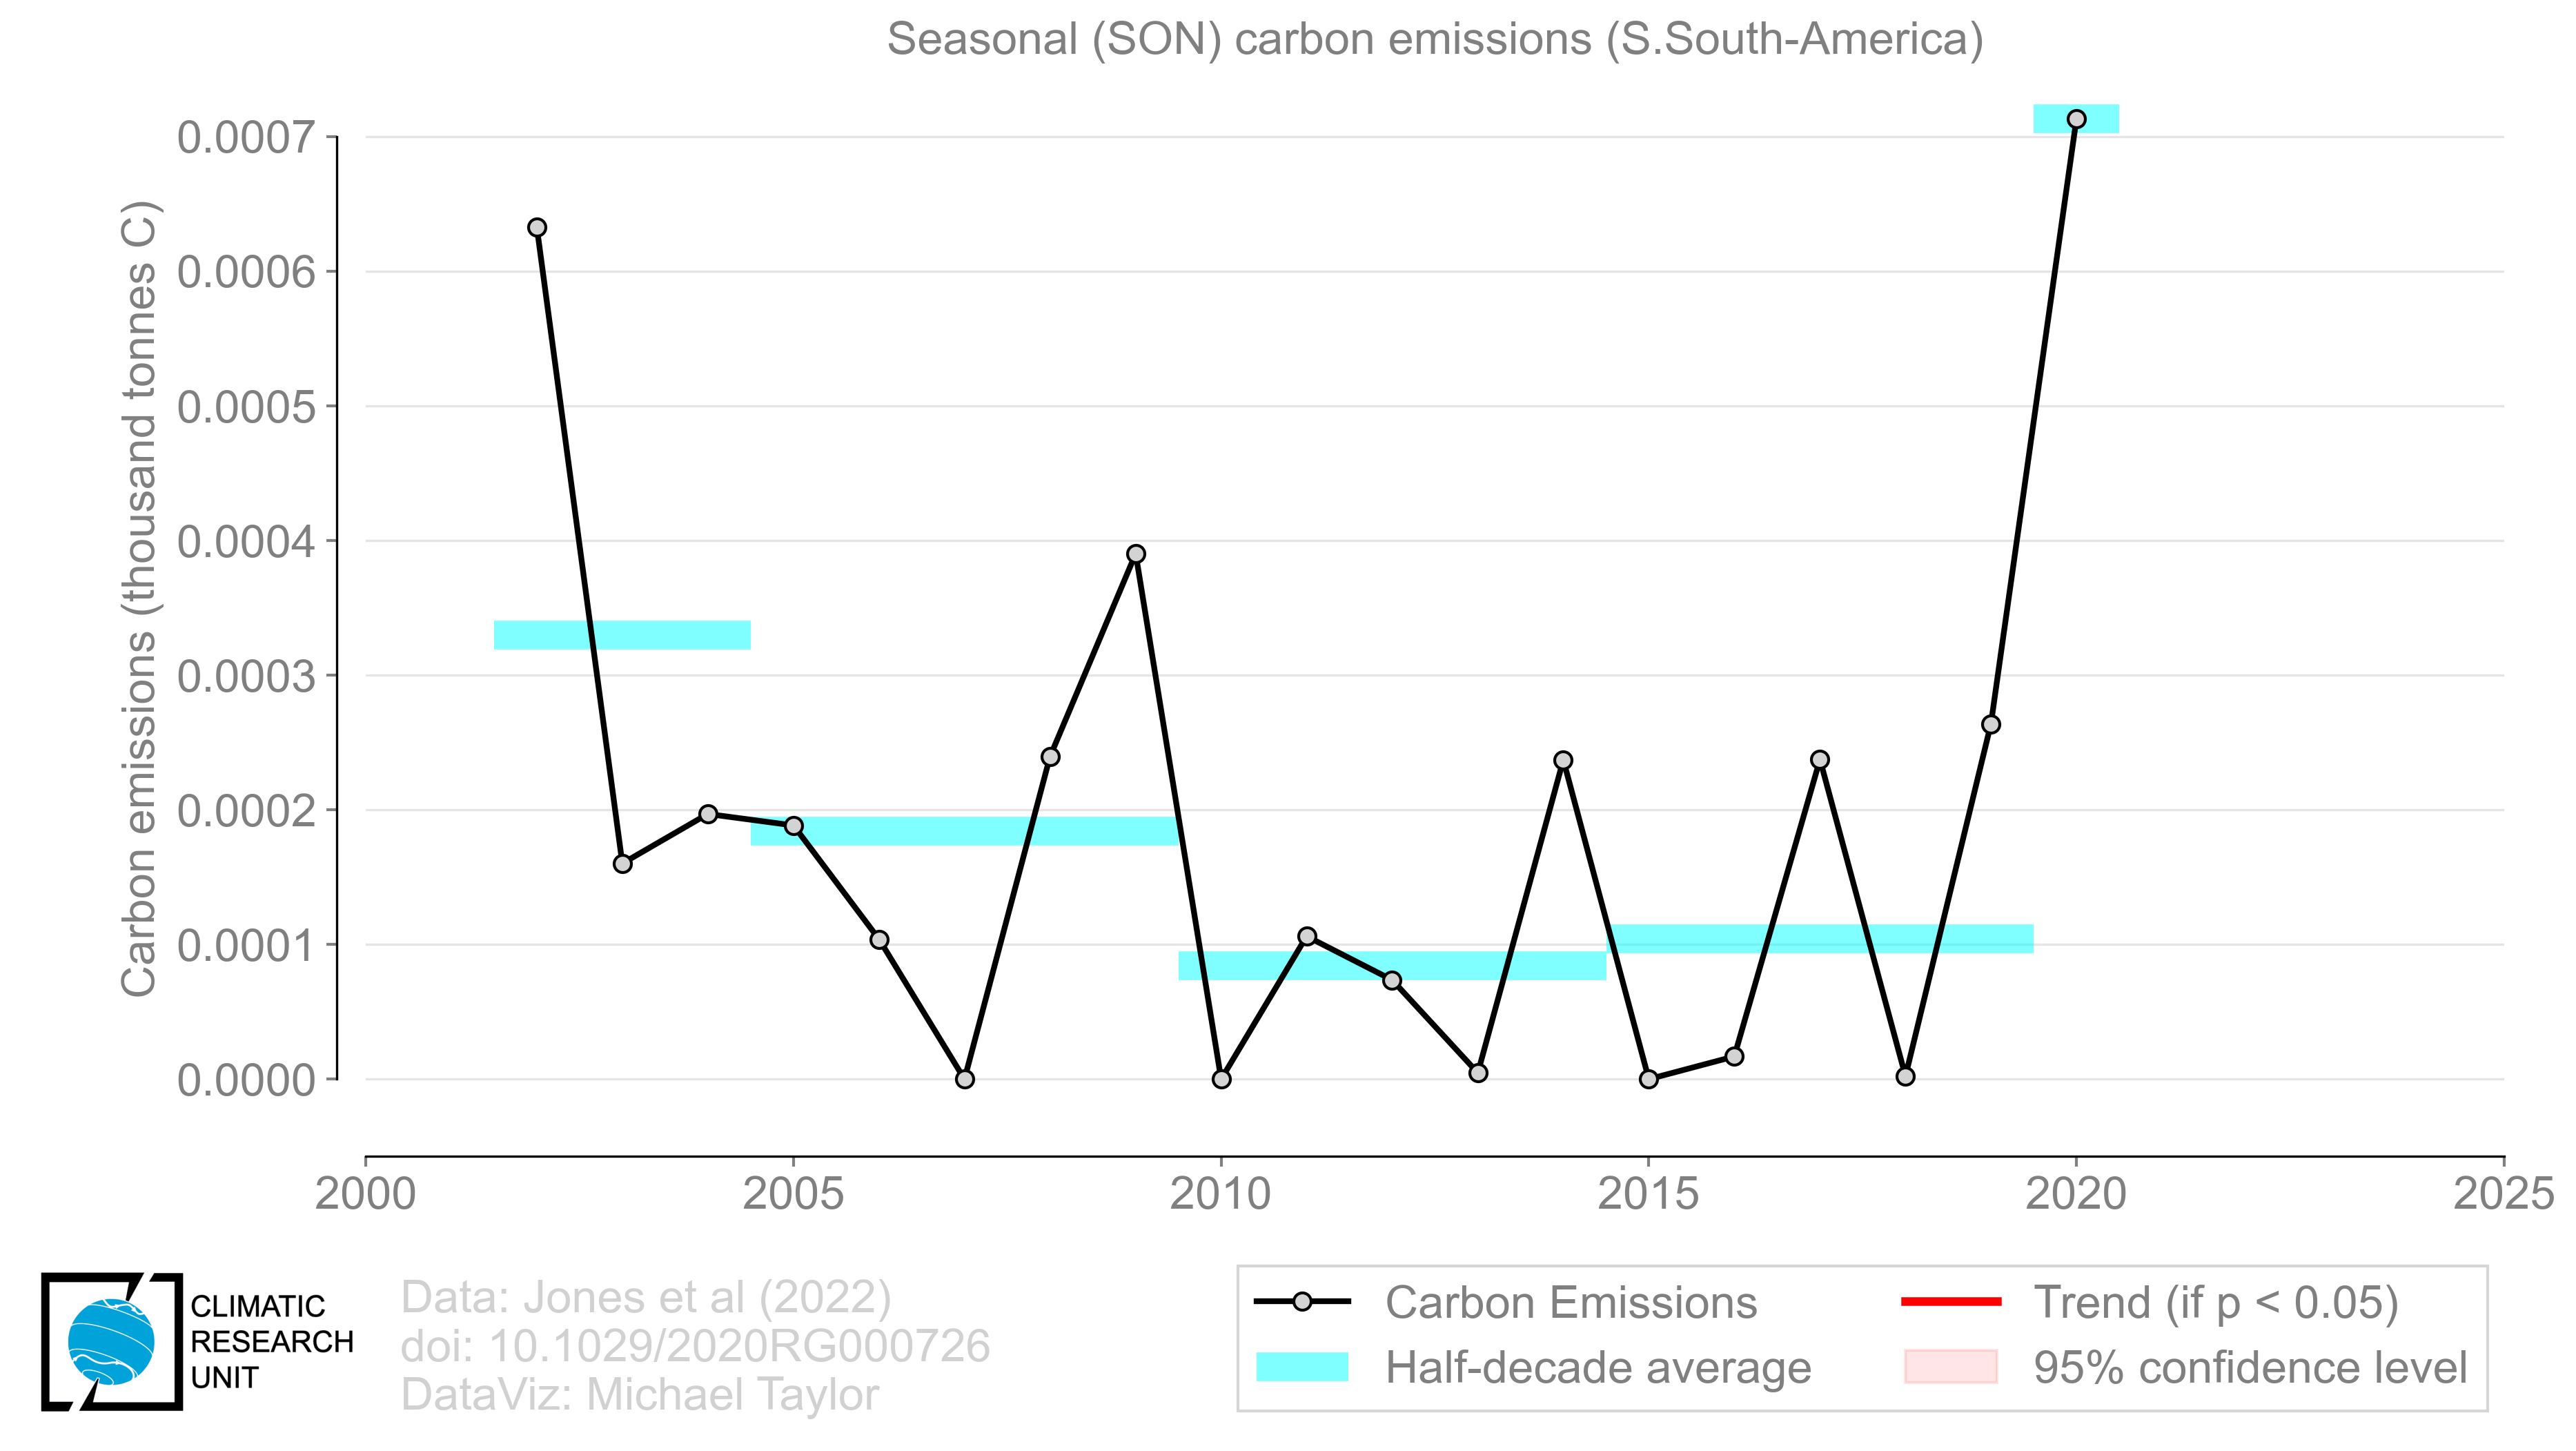 Seasonal (SON) carbon emissions (S.South-America)
Carbon emissions (thousand tonnes C)
0.0007
0.0006
0.0005
0.0004
0.0003
0.0002
0.0001
0.0000
2000 2005 2010 2015 2020 2025
CLIMATIC
RESEARCH
UNIT
Data: Jones et al (2022)
doi: 10.1029/2020RG000726
DataViz: Michael Taylor
Carbon Emissions
Half-decade average
Trend (if p < 0.05)
95% confidence level